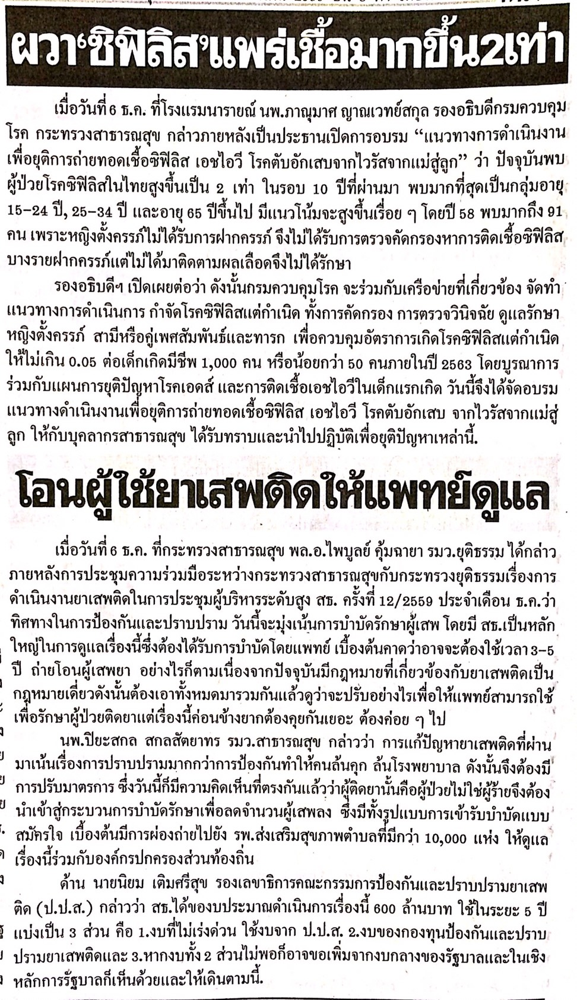 ผวา‘ซิฟิลิส’แพร่เชื้อมากขึ้น2เท่า
เมื่อวันที่ 6 ธ.ค. ที่โรงแรมนารายณ์ นพ.ภาณุมาศ ญาณเวทย์สกุล รองอธิบดีกรมควบคุม
โรค กระทรวงสาธารณสุข กล่าวภายหลังเป็นประธานเปิดการอบรม “แนวทางการดำเนินงาน
เพื่อยุติการถ่ายทอดเชื้อซิฟิลิส เอชไอวี โรคตับอักเสบจากไวรัสจากแม่สู่ลูก” ว่า ปัจจุบันพบ
ผู้ป่วยโรคซิฟิลิสในไทยสูงขึ้นเป็น 2 เท่า ในรอบ 10 ปีที่ผ่านมา พบมากที่สุดเป็นกลุ่มอายุ
15-24 ปี, 25-34 ปี และอายุ 65 ปีขึ้นไป มีแนวโน้มจะสูงขึ้นเรื่อย ๆ โดยปี 58 พบมากถึง 91
คน เพราะหญิงตั้งครรภ์ไม่ได้รับการฝากครรภ์ จึงไม่ได้รับการตรวจคัดกรองหาการติดเชื้อซิฟิลิส
บางรายฝากครรภ์แต่ไม่ได้มาติดตามผลเลือดจึงไม่ได้รักษา
รองอธิบดีฯ เปิดเผยต่อว่า ดังนั้นกรมควบคุมโรค จะร่วมกับเครือข่ายที่เกี่ยวข้อง จัดทำ
แนวทางการดำเนินการ กำจัดโรคซิฟิลิสแต่กำเนิด ทั้งการคัดกรอง การตรวจวินิจฉัย ดูแลรักษา
หญิงตั้งครรภ์ สามีหรือคู่เพศสัมพันธ์และทารก เพื่อควบคุมอัตราการเกิดโรคซิฟิลิสแต่กำเนิด
ให้ไม่เกิน 0.05 ต่อเด็กเกิดมีชีพ 1,000 คน หรือน้อยกว่า 50 คนภายในปี 2563 โดยบูรณาการ
ร่วมกับแผนการยุติปัญหาโรคเอดส์ และการติดเชื้อเอชไอวีในเด็กแรกเกิด วันนี้จึงได้จัดอบรม
แนวทางดำเนินงานเพื่อยุติการถ่ายทอดเชื้อซิฟิลิส เอชไอวี โรคตับอักเสบ จากไวรัสจากแม่สู่
ลูก ให้กับบุคลากรสาธารณสุข ได้รับทราบและนำไปปฏิบัติเพื่อยุติปัญหาเหล่านี้.
โอนผู้ใช้ยาเสพติดให้แพทย์ดูแล
เมื่อวันที่ 6 ธ.ค. ที่กระทรวงสาธารณสุข พล.อ.ไพบูลย์ คุ้มฉายา รมว.ยุติธรรม ได้กล่าว
ภายหลังการประชุมความร่วมมือระหว่างกระทรวงสาธารณสุขกับกระทรวงยุติธรรมเรื่องการ
ดำเนินงานยาเสพติดในการประชุมผู้บริหารระดับสูง สธ. ครั้งที่ 12/2559 ประจำเดือน ธ.ค.ว่า
ทิศทางในการป้องกันและปราบปราม วันนี้จะมุ่งเน้นการบำบัดรักษาผู้เสพ โดยมี สธ.เป็นหลัก
ใหญ่ในการดูแลเรื่องนี้ซึ่งต้องได้รับการบำบัดโดยแพทย์ เบื้องต้นคาดว่าอาจจะต้องใช้เวลา 3-5
ปี ถ่ายโอนผู้เสพยา อย่างไรก็ตามเนื่องจากปัจจุบันมีกฎหมายที่เกี่ยวข้องกับยาเสพติดเป็น
กฎหมายเดี่ยวดังนั้นต้องเอาทั้งหมดมารวมกันแล้วดูว่าจะปรับอย่างไรเพื่อให้แพทย์สามารถใช้
เพื่อรักษาผู้ป่วยติดยาแต่เรื่องนี้ค่อนข้างยากต้องคุยกันเยอะ ต้องค่อย ๆ ไป
นพ.ปิยะสกล สกลสัตยาทร รมว.สาธารณสุข กล่าวว่า การแก้ปัญหายาเสพติดที่ผ่าน
มาเน้นเรื่องการปราบปรามมากกว่าการป้องกันทำให้คนล้นคุก ล้นโรงพยาบาล ดังนั้นจึงต้องมี
การปรับมาตรการ ซึ่งวันนี้ก็มีความคิดเห็นที่ตรงกันแล้วว่าผู้ติดยานั้นคือผู้ป่วยไม่ใช่ผู้ร้ายจึงต้อง
นำเข้าสู่กระบวนการบำบัดรักษาเพื่อลดจำนวนผู้เสพลง ซึ่งมีทั้งรูปแบบการเข้ารับบำบัดแบบ
สมัครใจ เบื้องต้นมีการผ่องถ่ายไปยัง รพ.ส่งเสริมสุขภาพตำบลที่มีกว่า 10,000 แห่ง ให้ดูแล
เรื่องนี้ร่วมกับองค์กรปกครองส่วนท้องถิ่น
ด้าน นายนิยม เติมศรีสุข รองเลขาธิการคณะกรรมการป้องกันและปราบปรามยาเสพ
ติด (ป.ป.ส.) กล่าวว่า สธ.ได้ของบประมาณดำเนินการเรื่องนี้ 600 ล้านบาท ใช้ในระยะ 5 ปี
แบ่งเป็น 3 ส่วน คือ 1.งบที่ไม่เร่งด่วน ใช้งบจาก ป.ป.ส. 2.งบของกองทุนป้องกันและปราบ
ปรามยาเสพติดและ 3.หากงบทั้ง 2 ส่วนไม่พอก็อาจขอเพิ่มจากงบกลางของรัฐบาลและในเชิง
หลักการรัฐบาลก็เห็นด้วยและให้เดินตามนี้.